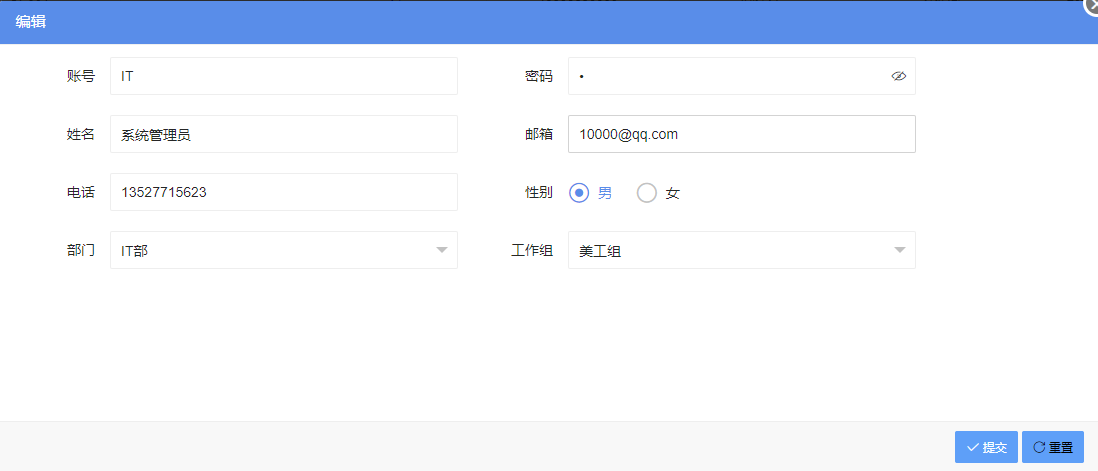 编辑
账号 IT 密码 •
姓名 系统管理员 邮箱 10000@qq.com
电话 13527715623 性别 男 女
部门 IT部 工作组 美工组
提交 重置